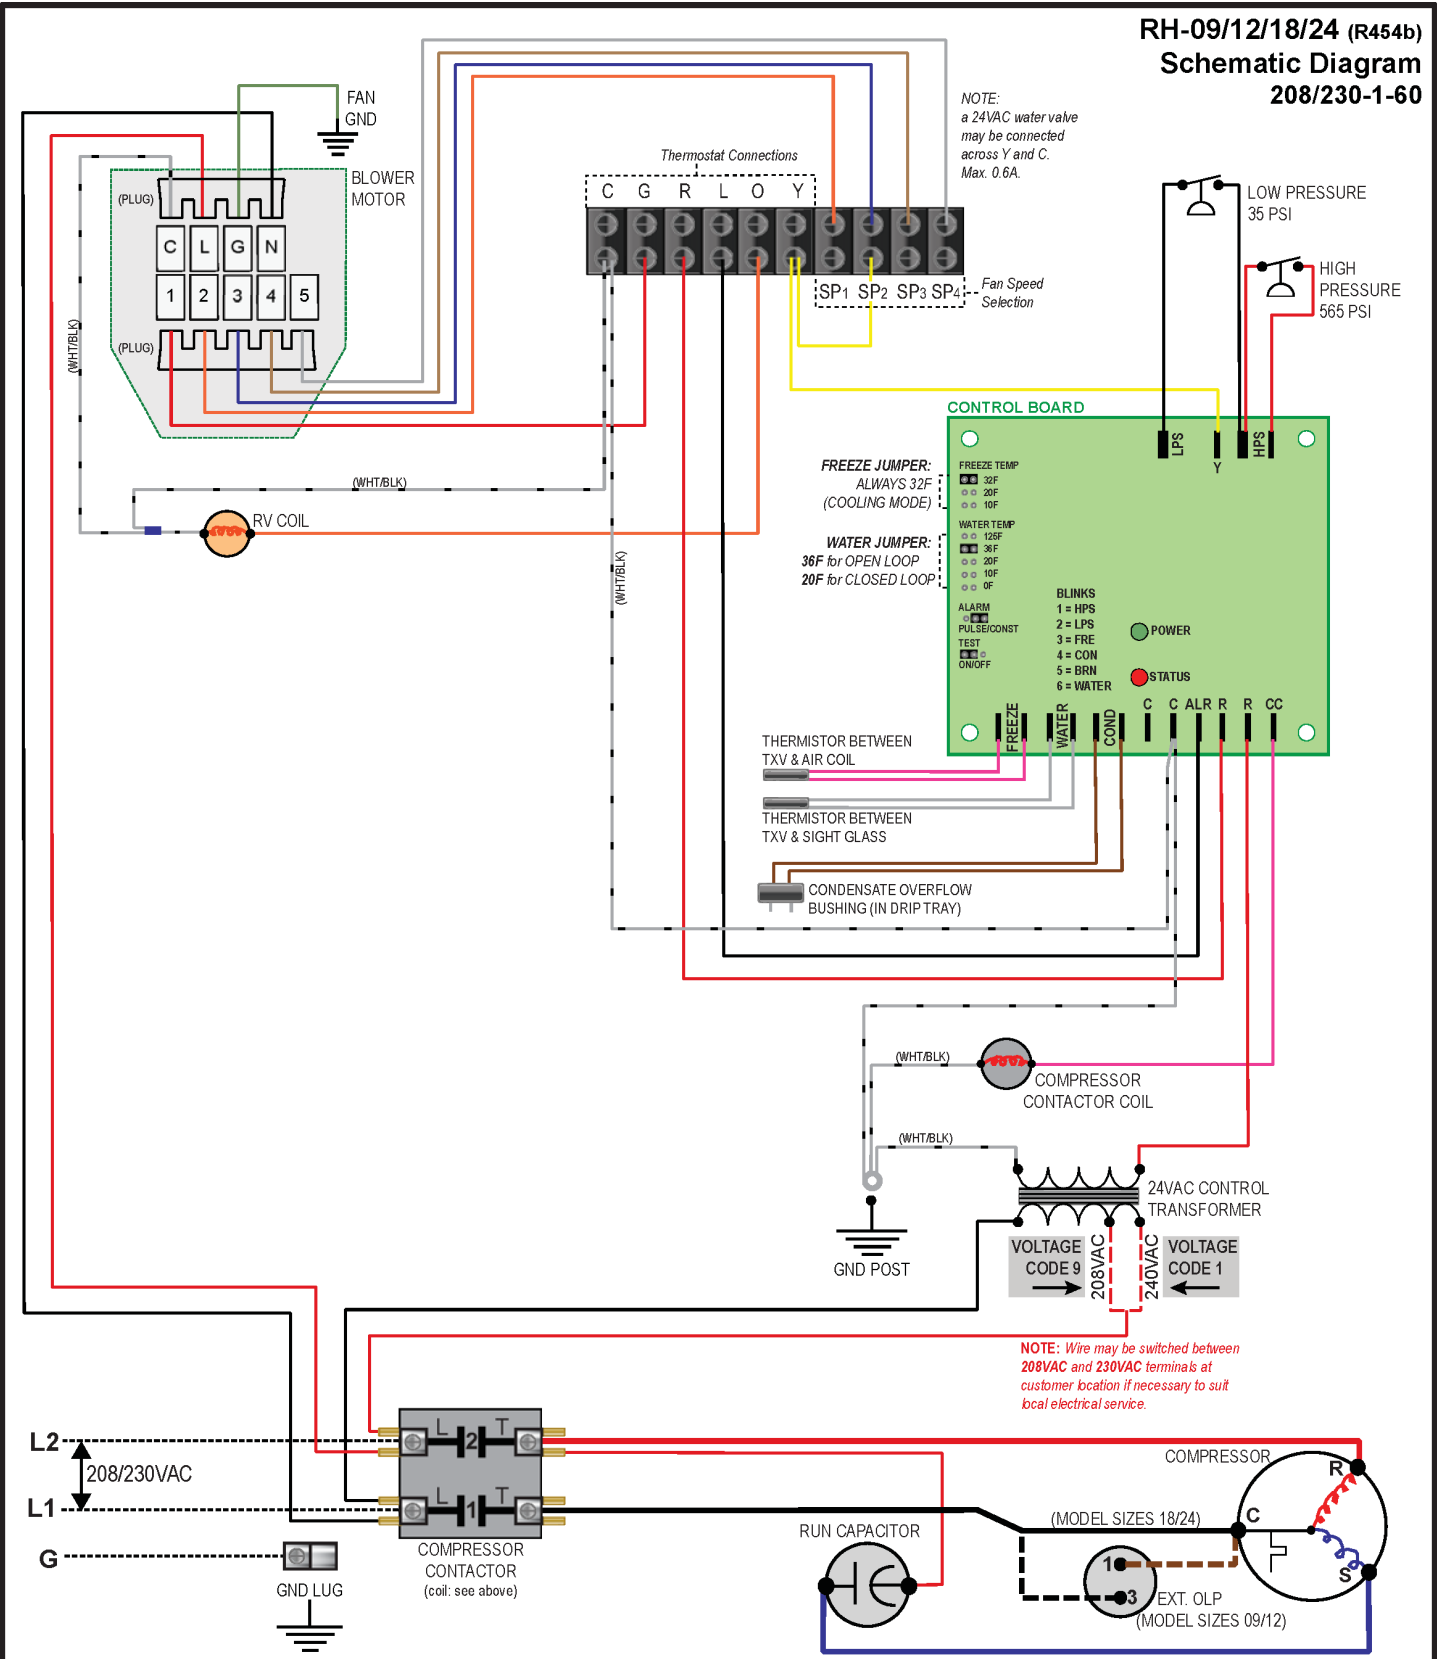 RH-09/12/18/24 (R454b)
Schematic Diagram
208/230-1-60
FAN
GND
NOTE:
a 24VAC water valve
may be connected
across Y and C.
Max. 0.6A.
Thermostat Connections
C G R L O Y
SP1 SP2 SP3 SP4
Fan Speed
Selection
BLOWER
MOTOR
(PLUG)
C L G N
1 2 3 4 5
(PLUG)
(WHT/BLK)
LOW PRESSURE
35 PSI
HIGH
PRESSURE
565 PSI
(WHT/BLK)
RV COIL
(WHT/BLK)
CONTROL BOARD
LPS
Y
HPS
FREEZE JUMPER:
ALWAYS 32F
(COOLING MODE)
FREEZE TEMP
32F
20F
10F
WATER JUMPER:
36F for OPEN LOOP
20F for CLOSED LOOP
WATER TEMP
125F
36F
20F
10F
0F
ALARM
PULSE/CONST
TEST
ON/OFF
BLINKS
1 = HPS
2 = LPS
3 = FRE
4 = CON
5 = BRN
6 = WATER
POWER
STATUS
FREEZE
WATER
COND
C C ALR R R CC
THERMISTOR BETWEEN
TXV & AIR COIL
THERMISTOR BETWEEN
TXV & SIGHT GLASS
CONDENSATE OVERFLOW
BUSHING (IN DRIP TRAY)
(WHT/BLK)
COMPRESSOR
CONTACTOR COIL
(WHT/BLK)
24VAC CONTROL
TRANSFORMER
GND POST
VOLTAGE
CODE 9
208VAC
240VAC
VOLTAGE
CODE 1
NOTE: Wire may be switched between
208VAC and 230VAC terminals at
customer location if necessary to suit
local electrical service.
L2
208/230VAC
L1
G
GND LUG
L 2 T
L 1 T
COMPRESSOR
CONTACTOR
(coil: see above)
RUN CAPACITOR
COMPRESSOR
R
C
S
(MODEL SIZES 18/24)
1
3
EXT. OLP
(MODEL SIZES 09/12)